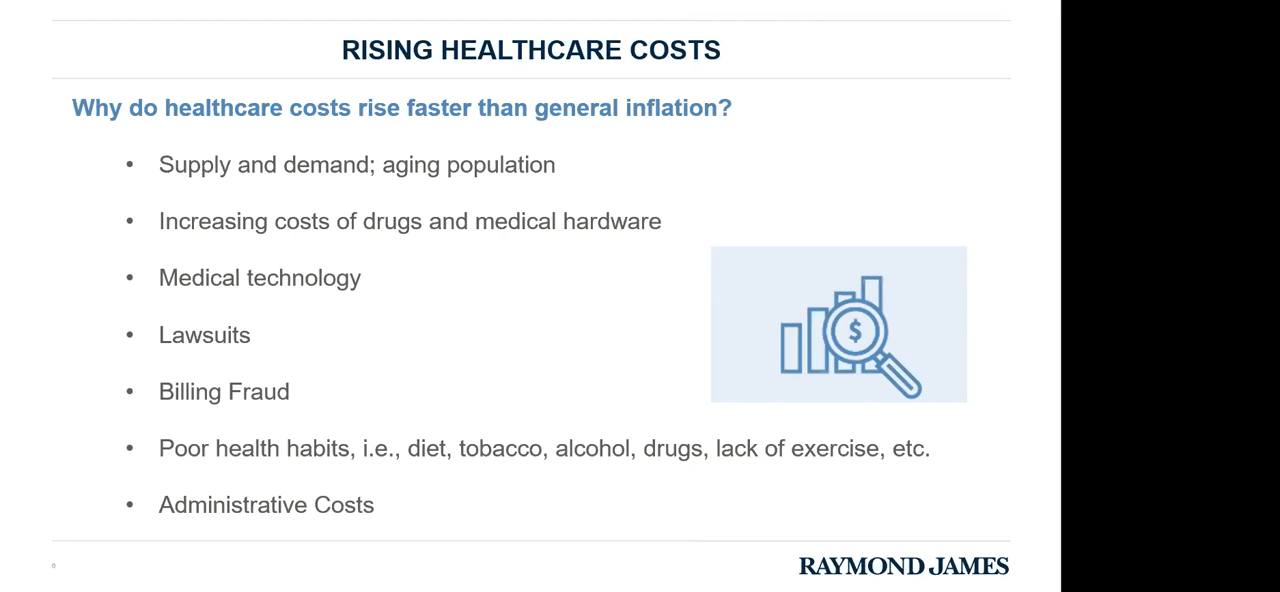 RISING HEALTHCARE COSTS
Why do healthcare costs rise faster than general inflation?
• Supply and demand; aging population
• Increasing costs of drugs and medical hardware
• Medical technology
• Lawsuits
• Billing Fraud
• Poor health habits, i.e., diet, tobacco, alcohol, drugs, lack of exercise, etc.
• Administrative Costs
$
RAYMOND JAMES